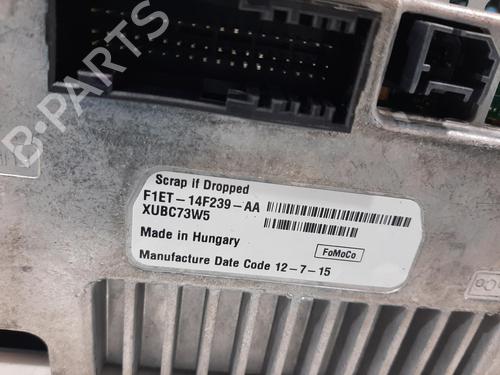 B-PARTS
Scrap if Dropped
F1ET-14F239-AA
XUBC73W5
Made in Hungary
FoMoCo
Manufacture Date Code 12-7-15